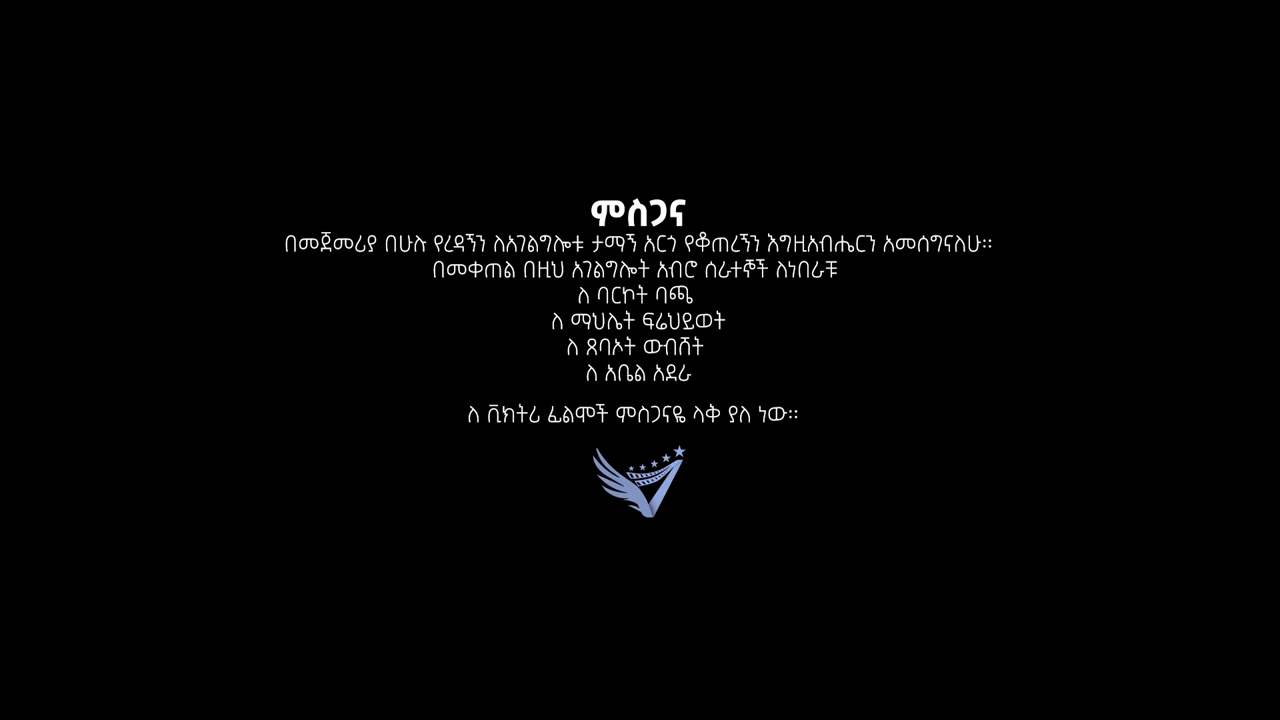 ምስጋና
በመጀመሪያ በሁሉ የረዳኝን ለአገልግሎቱ ታማኝ አርጎ የቆጠረኝን እግዚአብሔርን አመሰግናለሁ።
በመቀጠል በዚህ አገልግሎት አብሮ ሰራተኞች ለነበራቹ
ለ ባርኮት ባጫ
ለ ማህሌት ፍሬህይወት
ለ ጸባኦት ውብሸት
ለ አቤል አደራ
ለ ቪክትሪ ፊልሞች ምስጋናዬ ላቅ ያለ ነው።